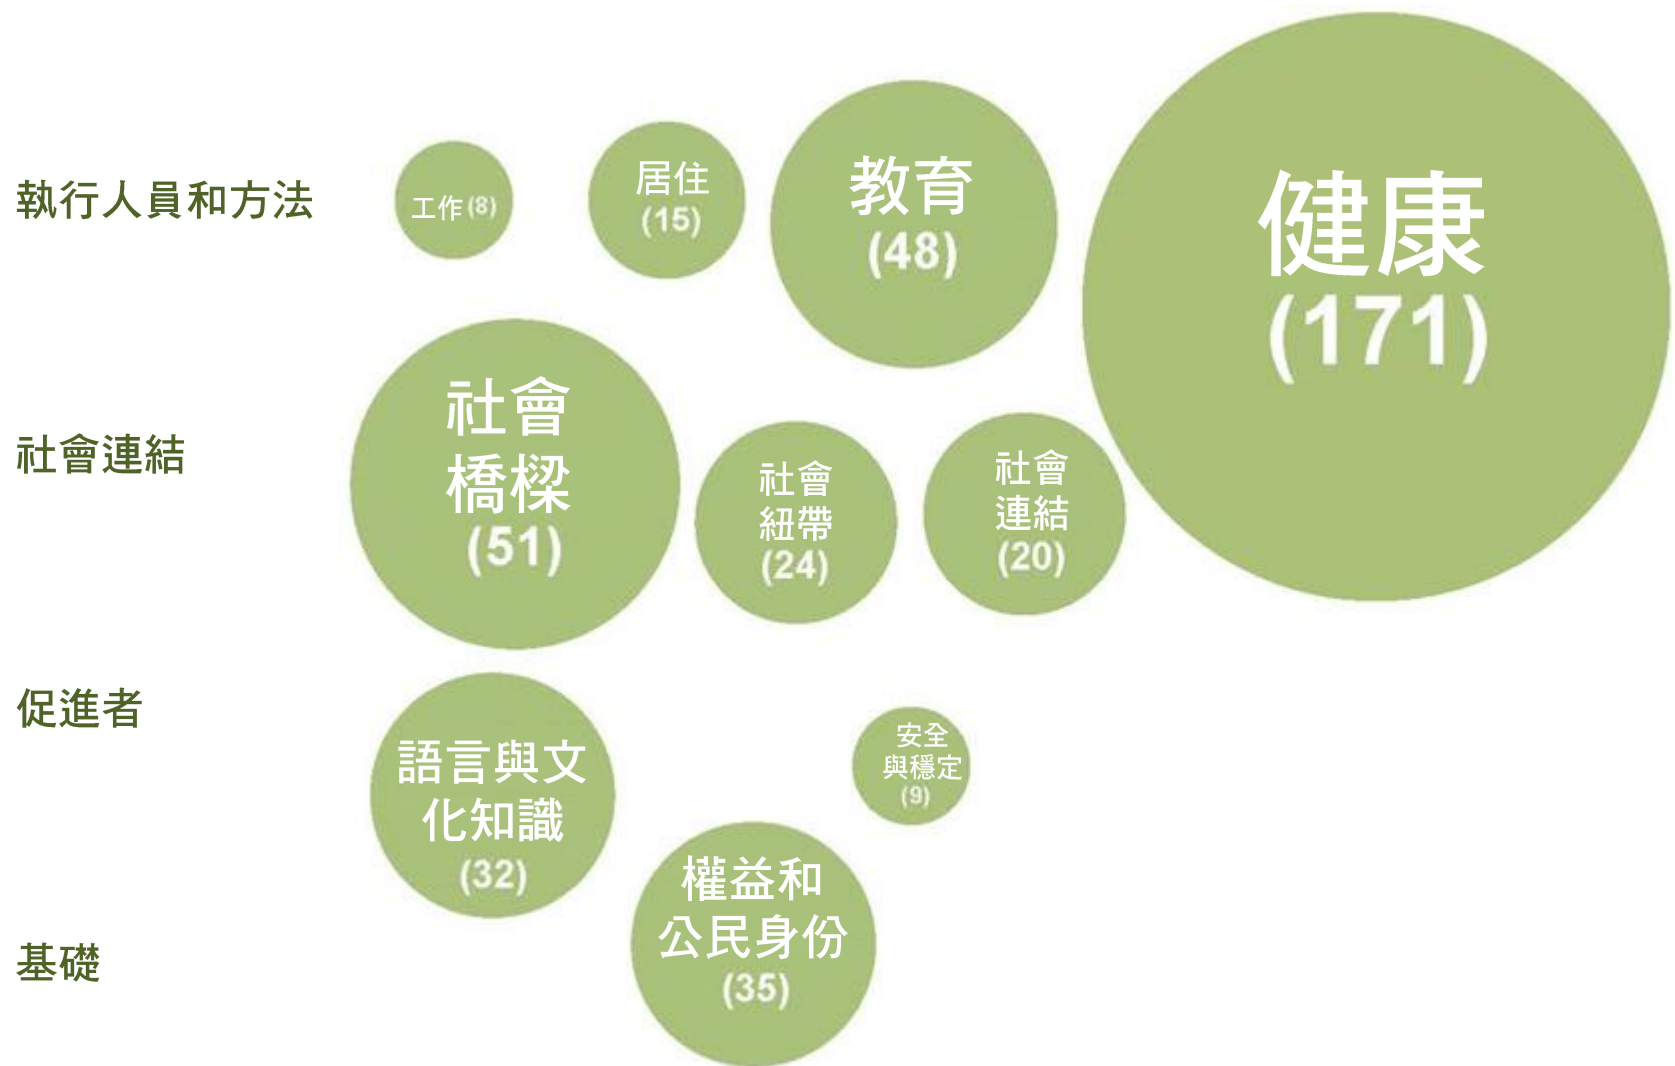 執行人員和方法
工作 (8)
居住
(15)
教育
(48)
健康
(171)
社會連結
社會
橋樑
(51)
社會
紐帶
(24)
社會
連結
(20)
促進者
語言與文
化知識
(32)
安全
與穩定
(9)
基礎
權益和
公民身份
(35)